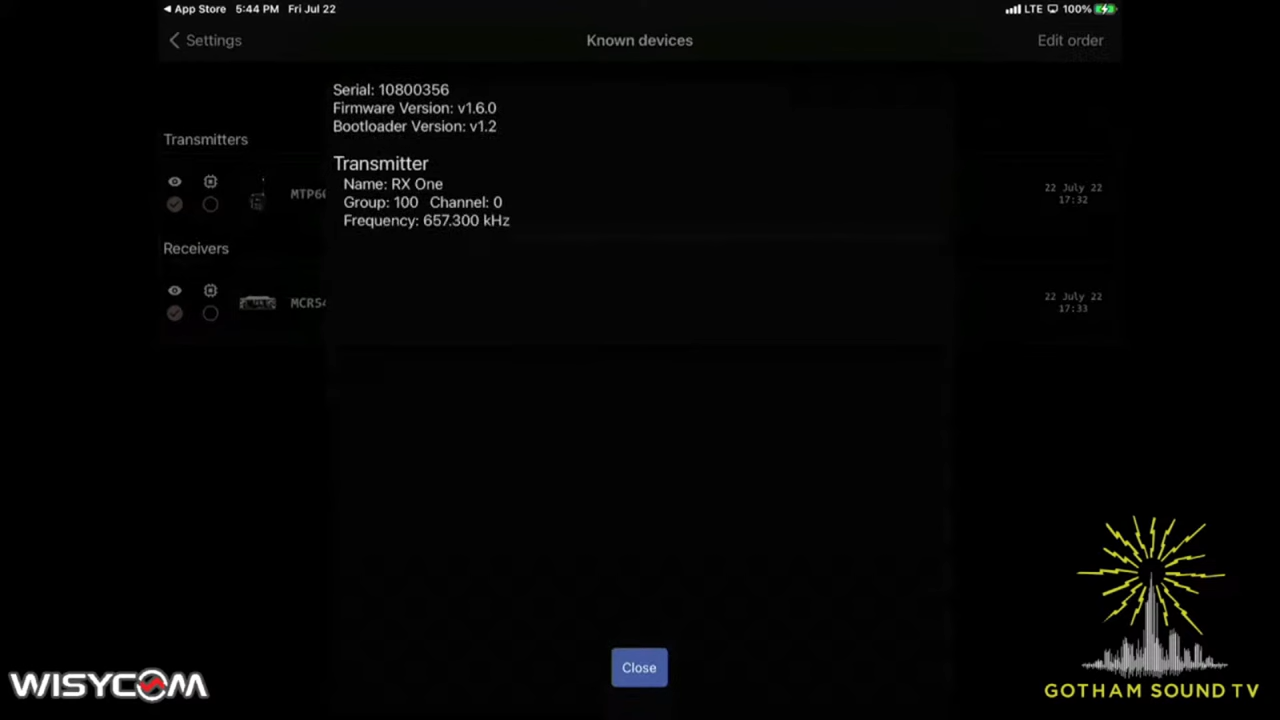 App Store 5:44 PM Fri Jul 22
LTE 100%
Settings
Known devices
Edit order
Serial: 10800356
Firmware Version: v1.6.0
Bootloader Version: v1.2
Transmitters
Transmitter
Name: RX One
Group: 100 Channel: 0
Frequency: 657.300 kHz
MTP6
22 July 22
17:32
Receivers
MCR54
22 July 22
17:33
Close
WISYCOM
GOTHAM SOUND TV